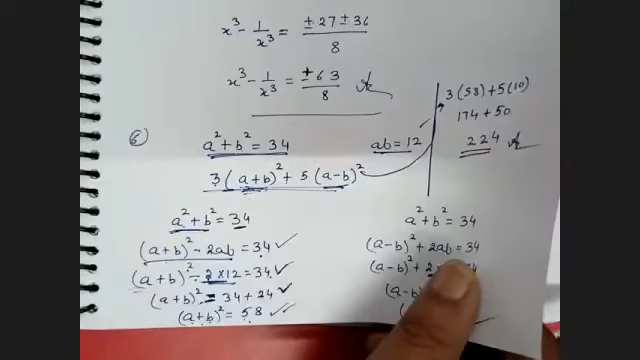 x³ - 1/x³ = ±27 ± 36 / 8
x³ - 1/x³ = ±63 / 8
3(58) + 5(10)
174 + 50
224
⑥ a² + b² = 34 ab = 12
3(a+b)² + 5(a-b)²
a² + b² = 34
(a+b)² - 2ab = 34
(a+b)² - 2×12 = 34
(a+b)² = 34 + 24
(a+b)² = 58
a² + b² = 34
(a-b)² + 2ab = 34
(a-b)² + 2
(a-b)